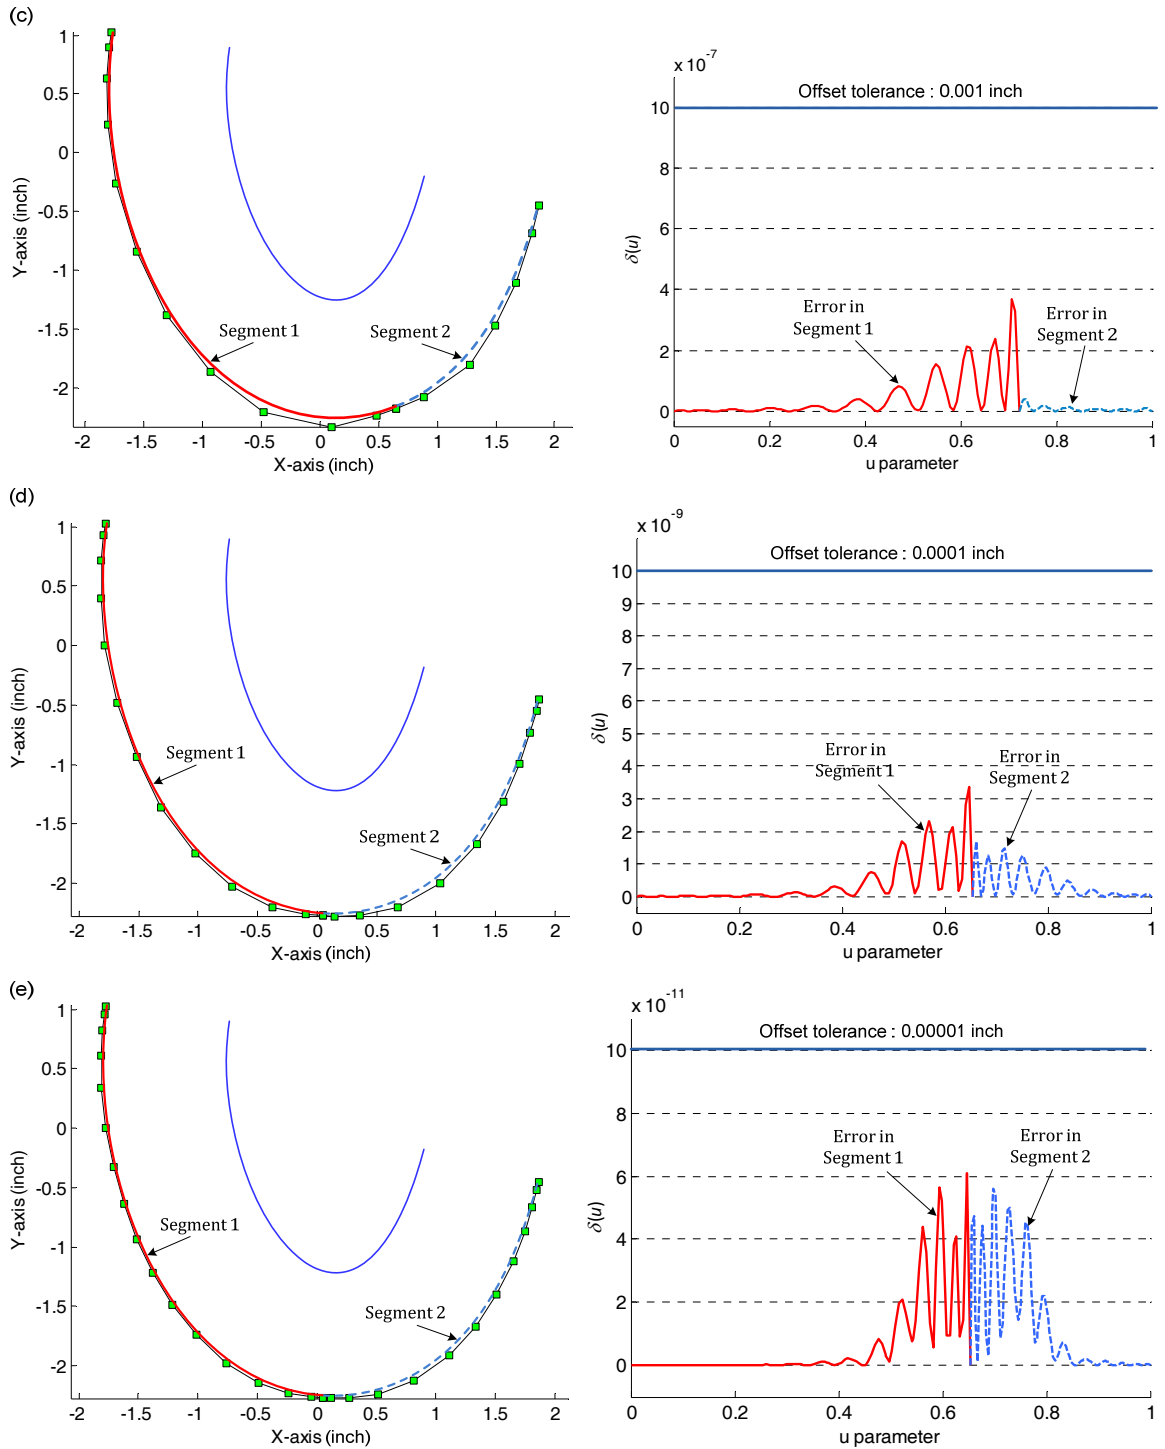 (c)
1
0.5
0
-0.5
-1
-1.5
-2
Y-axis (inch)
Segment 1
Segment 2
-2 -1.5 -1 -0.5 0 0.5 1 1.5 2
X-axis (inch)
x 10-7
Offset tolerance : 0.001 inch
10
8
6
4
2
0
δ(u)
Error in
Segment 1
Error in
Segment 2
0 0.2 0.4 0.6 0.8 1
u parameter
(d)
1
0.5
0
-0.5
-1
-1.5
-2
Y-axis (inch)
Segment 1
Segment 2
-2 -1.5 -1 -0.5 0 0.5 1 1.5 2
X-axis (inch)
x 10-9
Offset tolerance : 0.0001 inch
10
9
8
7
6
5
4
3
2
1
0
δ(u)
Error in
Segment 1
Error in
Segment 2
0 0.2 0.4 0.6 0.8 1
u parameter
(e)
1
0.5
0
-0.5
-1
-1.5
-2
Y-axis (inch)
Segment 1
Segment 2
-2 -1.5 -1 -0.5 0 0.5 1 1.5 2
X-axis (inch)
x 10-11
Offset tolerance : 0.00001 inch
10
8
6
4
2
0
δ(u)
Error in
Segment 1
Error in
Segment 2
0 0.2 0.4 0.6 0.8 1
u parameter